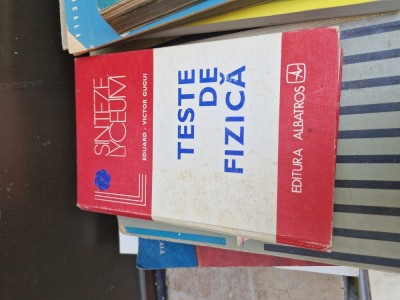 SINTEZE
LYCEUM
EDUARD - VICTOR GUGUI
TESTE
DE
FIZICĂ
EDITURA ALBATROS